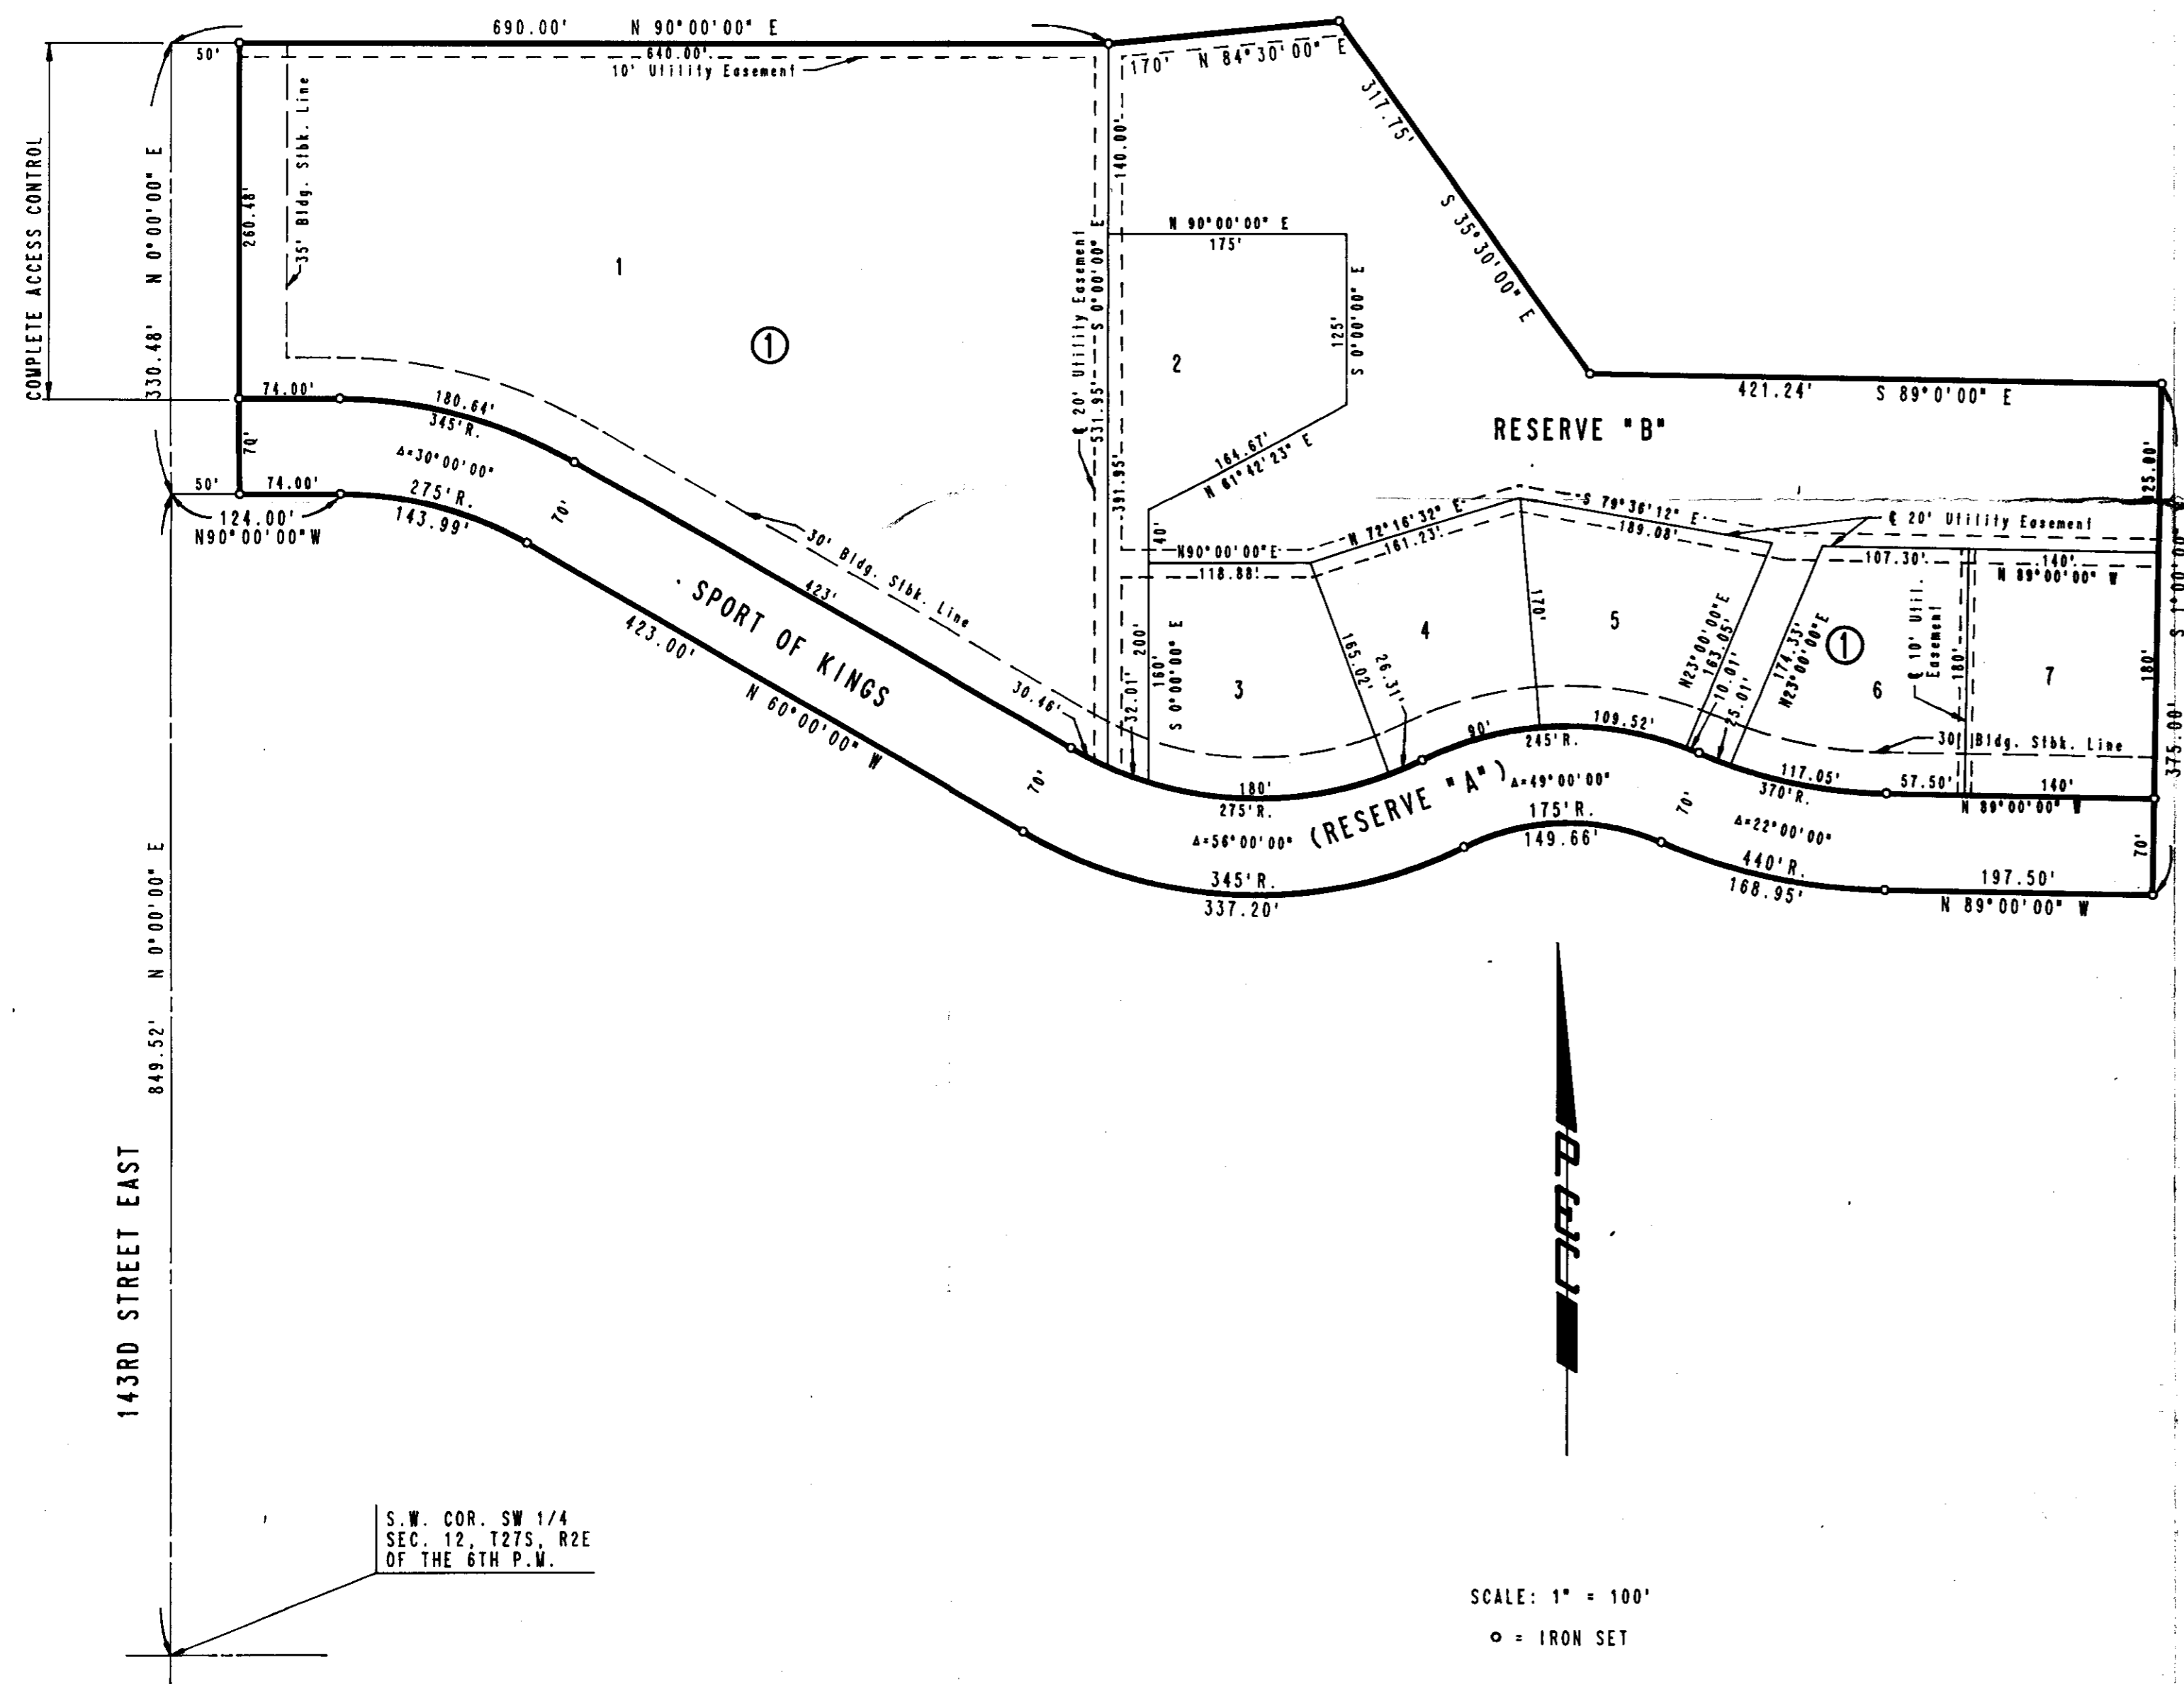 690.00' N 90°00'00" E
50'
640.00'
10' Utility Easement
170' N 84°30'00" E
317.75'
S 35°30'00" E
COMPLETE ACCESS CONTROL
330.48' N 0°00'00" E
260.48'
35' Bldg. Stbk. Line
1
1
140.00'
N 90°00'00" E
175'
125'
S 0°00'00" E
2
℄ 20' Utility Easement
531.95' S 0°00'00" E
391.95'
164.67'
N 61°42'23" E
40'
421.24' S 89°0'00" E
RESERVE "B"
125.00'
74.00'
180.64'
345'R.
Δ=30°00'00"
70'
50'
74.00'
275'R.
143.99'
124.00'
N90°00'00"W
70'
30' Bldg. Stbk. Line
423'
SPORT OF KINGS
423.00'
N 60°00'00" W
30.46'
32.01'
70'
N90°00'00"E
118.88'
N 72°16'32" E
161.23'
S 79°36'12" E
189.08'
℄ 20' Utility Easement
107.30'
140'
N 89°00'00" W
200'
160'
S 0°00'00" E
3
165.02'
26.31'
4
170'
5
N23°00'00"E
163.05'
10.01'
25.01'
174.33'
N23°00'00"E
1
6
℄ 10' Util.
Easement
180'
7
180'
S 1°00'00"
375.00'
30' Bldg. Stbk. Line
180'
275'R.
Δ=56°00'00"
(RESERVE "A")
90'
109.52'
245'R.
Δ=49°00'00"
175'R.
149.66'
70'
117.05'
370'R.
Δ=22°00'00"
57.50'
140'
N 89°00'00" W
70'
345'R.
337.20'
440'R.
168.95'
197.50'
N 89°00'00" W
849.52' N 0°00'00" E
143RD STREET EAST
S.W. COR. SW 1/4
SEC. 12, T27S, R2E
OF THE 6TH P.M.
SCALE: 1" = 100'
o = IRON SET